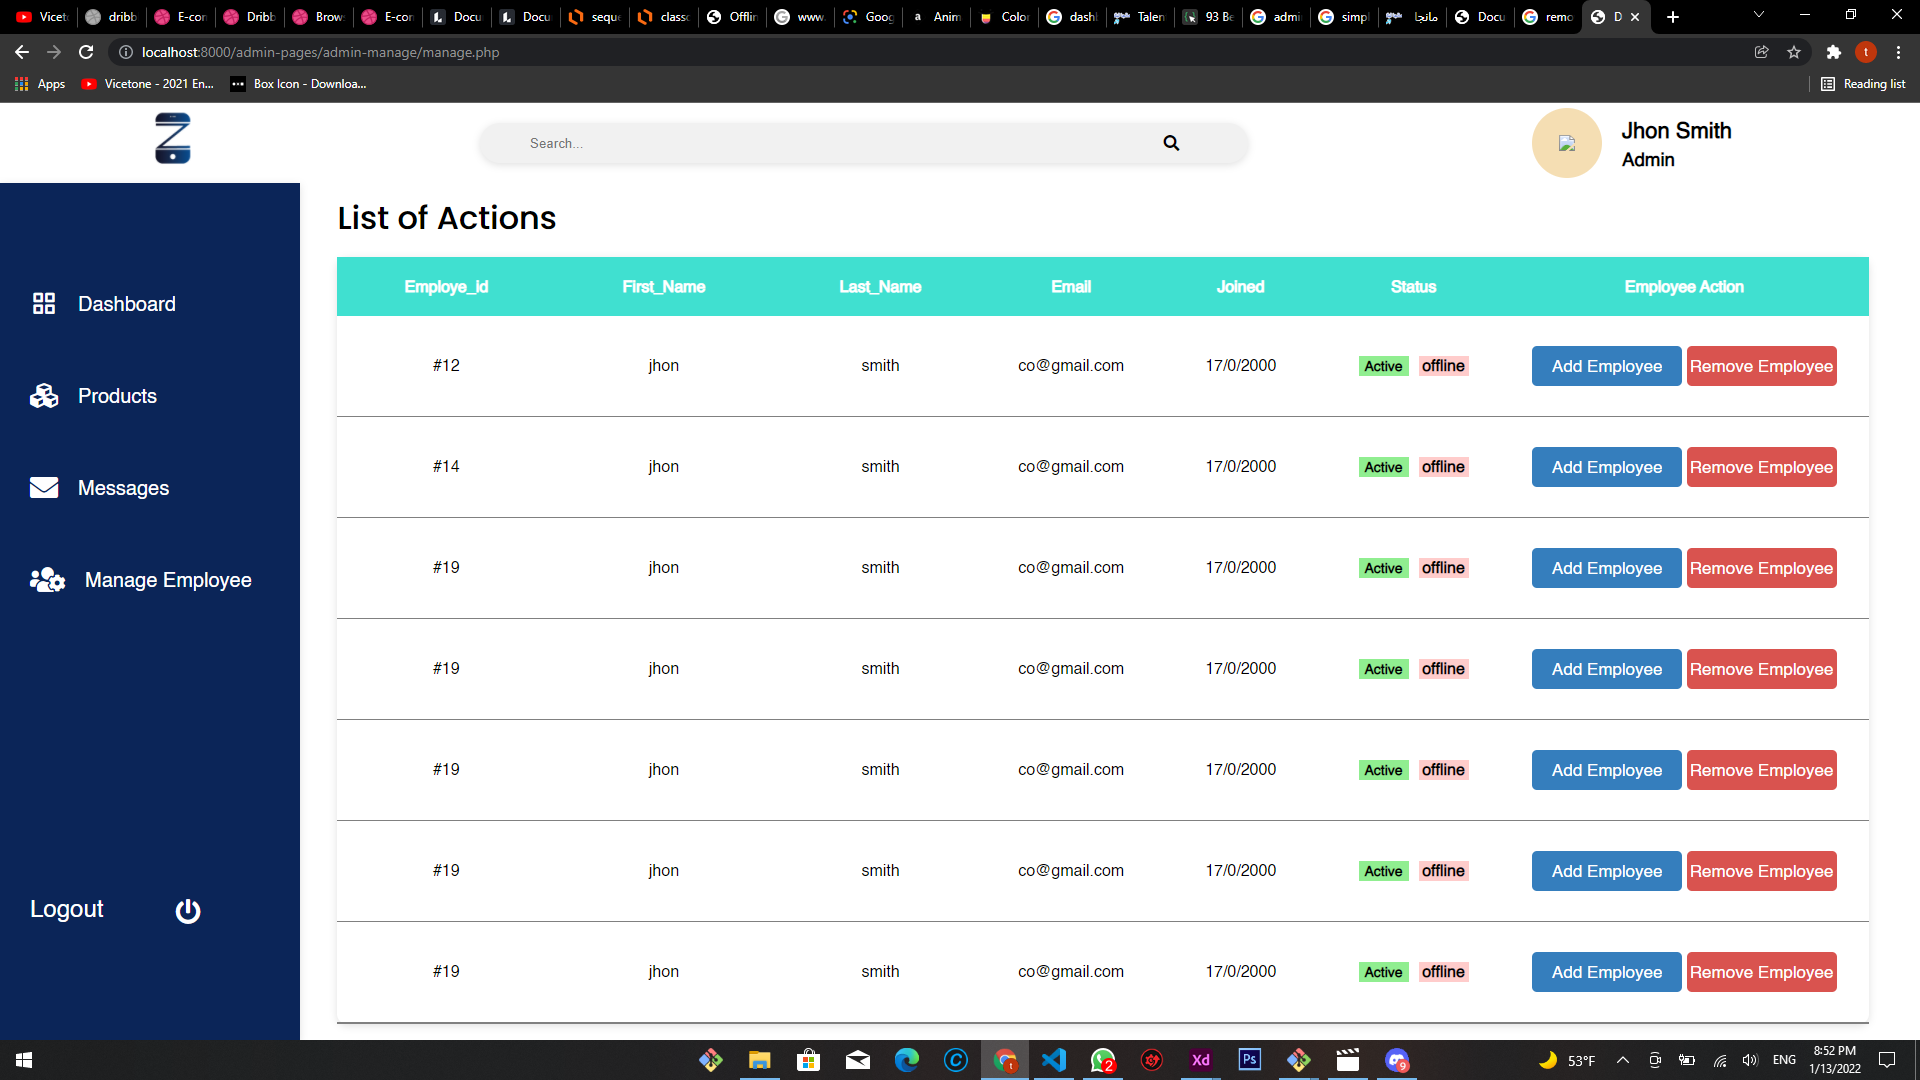 Vicet
dribb
E-con
Dribb
Brow
E-con
Docu
Docu
seque
classo
Offlin
www.
Goog
Anim
Color
dashl
Talen
93 Be
admi
simpl
مانجا
Docu
remo
D
localhost:8000/admin-pages/admin-manage/manage.php
t
Apps
Vicetone - 2021 En...
Box Icon - Downloa...
Reading list
Search...
Jhon Smith
Admin
Dashboard
Products
Messages
Manage Employee
Logout
List of Actions
Employe_id First_Name Last_Name Email Joined Status Employee Action
#12 jhon smith co@gmail.com 17/0/2000 Active offline Add Employee Remove Employee
#14 jhon smith co@gmail.com 17/0/2000 Active offline Add Employee Remove Employee
#19 jhon smith co@gmail.com 17/0/2000 Active offline Add Employee Remove Employee
#19 jhon smith co@gmail.com 17/0/2000 Active offline Add Employee Remove Employee
#19 jhon smith co@gmail.com 17/0/2000 Active offline Add Employee Remove Employee
#19 jhon smith co@gmail.com 17/0/2000 Active offline Add Employee Remove Employee
#19 jhon smith co@gmail.com 17/0/2000 Active offline Add Employee Remove Employee
t
2
Xd
Ps
9
53°F
ENG
8:52 PM
1/13/2022